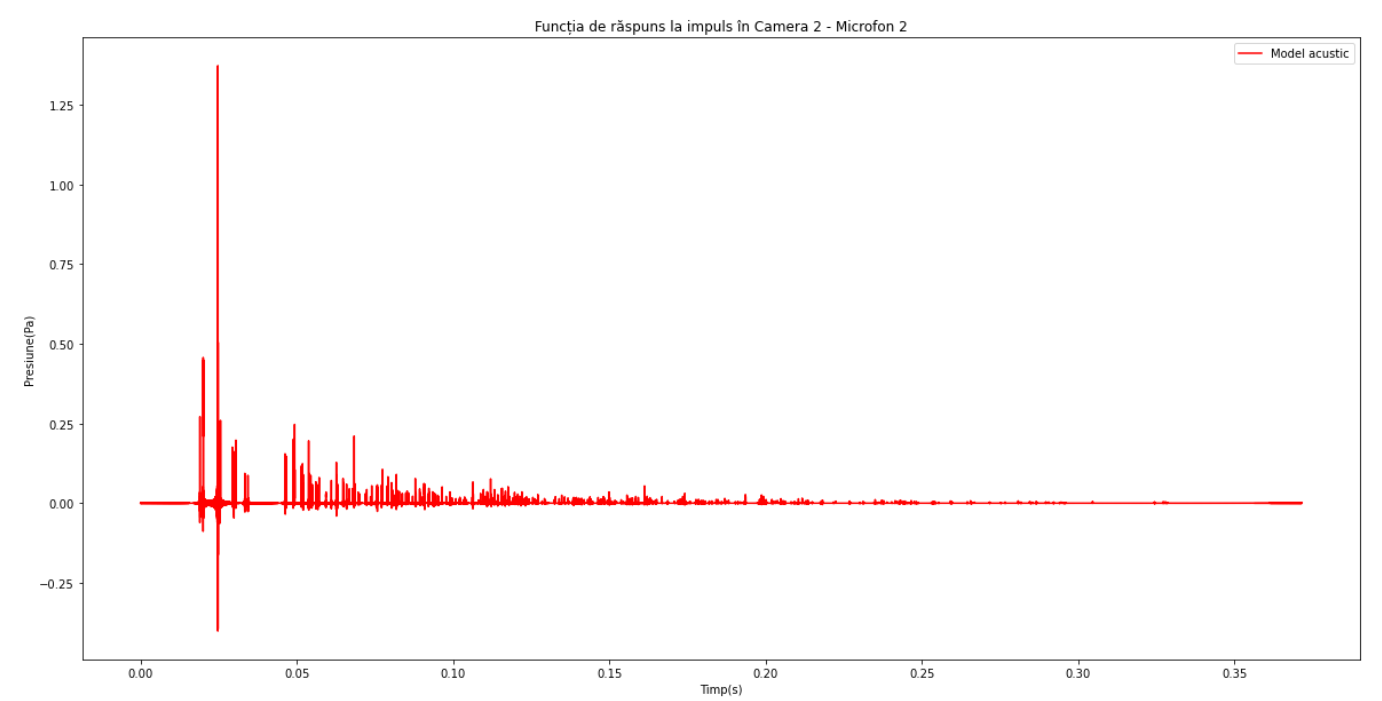 Funcția de răspuns la impuls în Camera 2 - Microfon 2
Model acustic
Presiune(Pa)
1.25
1.00
0.75
0.50
0.25
0.00
−0.25
0.00 0.05 0.10 0.15 0.20 0.25 0.30 0.35
Timp(s)